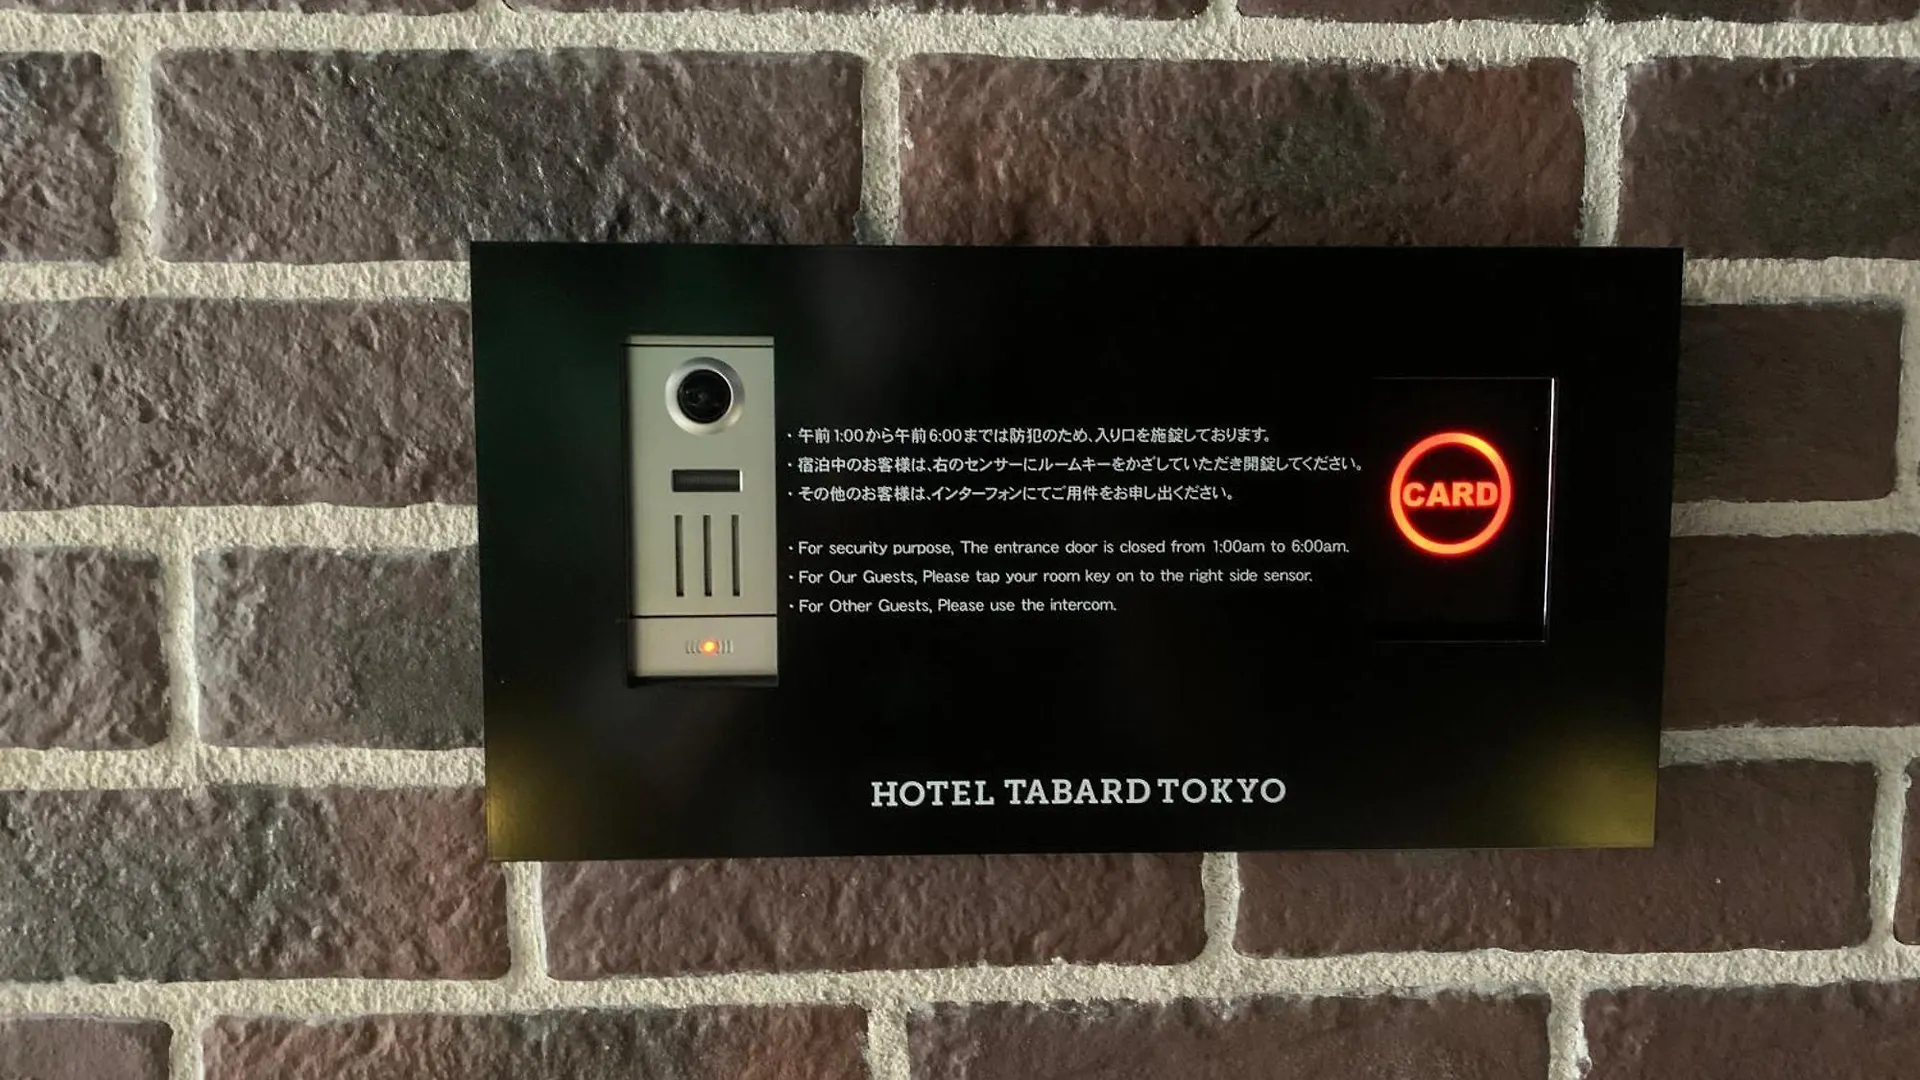 ・午前1:00から午前6:00までは防犯のため、入り口を施錠しております。
・宿泊中のお客様は、右のセンサーにルームキーをかざしていただき開錠してください。
・その他のお客様は、インターフォンにてご用件をお申し出ください。
・For security purpose, The entrance door is closed from 1:00am to 6:00am.
・For Our Guests, Please tap your room key on to the right side sensor.
・For Other Guests, Please use the intercom.
CARD
HOTEL TABARD TOKYO